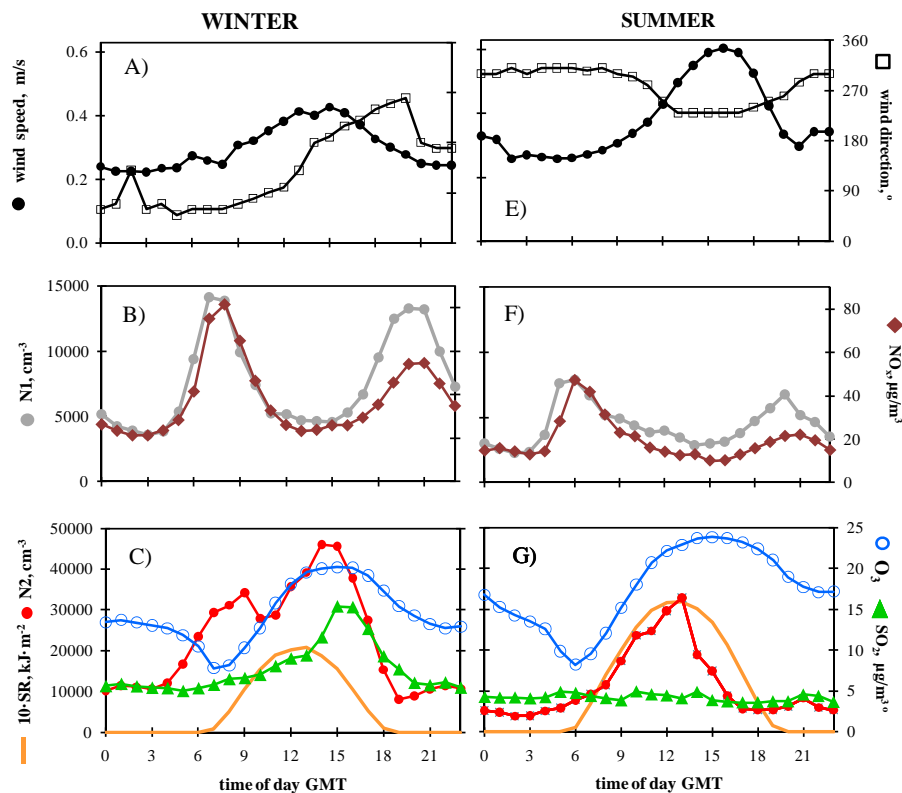 WINTER
SUMMER
0.6
0.4
0.2
0.0
wind speed, m/s
A)
E)
360
270
180
90
0
wind direction, °
15000
10000
5000
0
N1, cm-3
B)
F)
80
60
40
20
0
NOx, µg/m3
50000
40000
30000
20000
10000
0
10·SR, kJ·m-2
N2, cm-3
C)
G)
25
20
15
10
5
0
O3
SO2, µg/m3 o
0 3 6 9 12 15 18 21
0 3 6 9 12 15 18 21
time of day GMT
time of day GMT